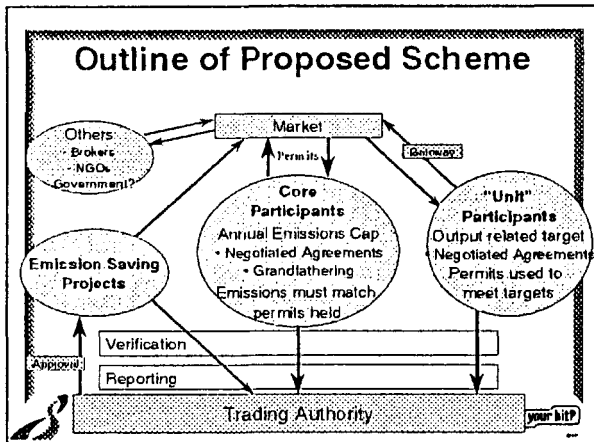 Outline of Proposed Scheme
Others
• Brokers
• NGOs
Government?
Market
Permits
Gateway
Core
Participants
Annual Emissions Cap
• Negotiated Agreements
• Grandfathering
Emissions must match
permits held
"Unit"
Participants
Output related target
• Negotiated Agreements
Permits used to
meet targets
Emission Saving
Projects
Approval
Verification
Reporting
Trading Authority
your bit?